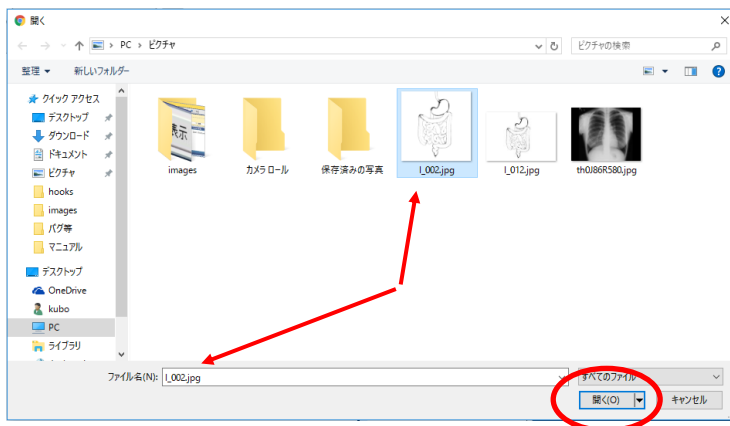 開く
PC › ピクチャ
ピクチャの検索
整理 新しいフォルダー
クイック アクセス
デスクトップ
ダウンロード
ドキュメント
ピクチャ
hooks
images
バグ等
マニュアル
デスクトップ
OneDrive
kubo
PC
ライブラリ
表示
images
カメラロール
保存済みの写真
I_002.jpg
I_012.jpg
th0J86R580.jpg
ファイル名(N): I_002.jpg
すべてのファイル
開く(O)
キャンセル